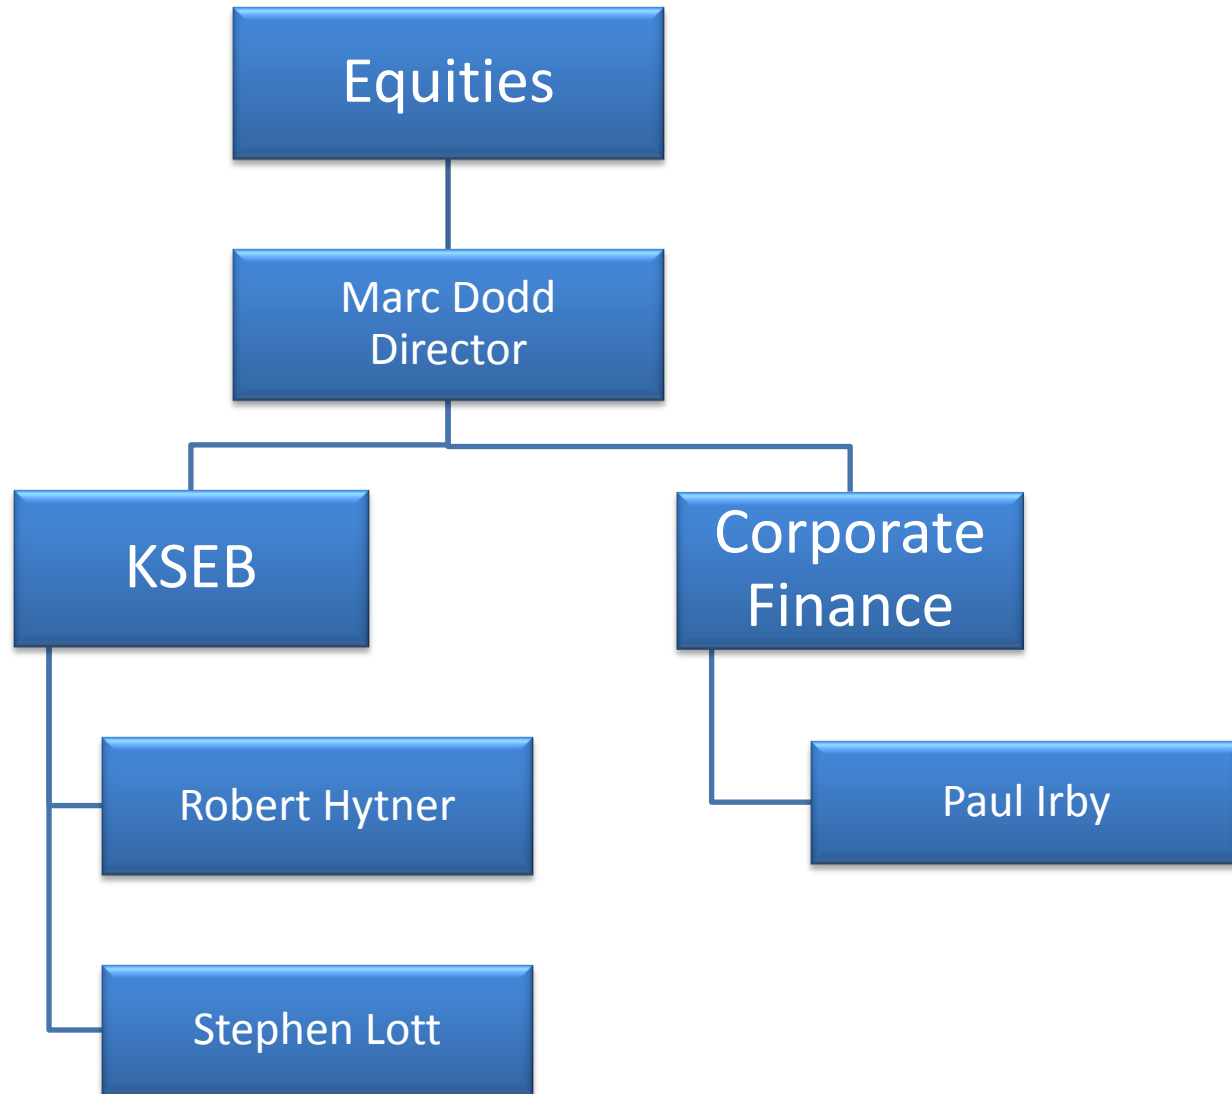 Equities
Marc Dodd
Director
KSEB
Corporate
Finance
Robert Hytner
Paul Irby
Stephen Lott